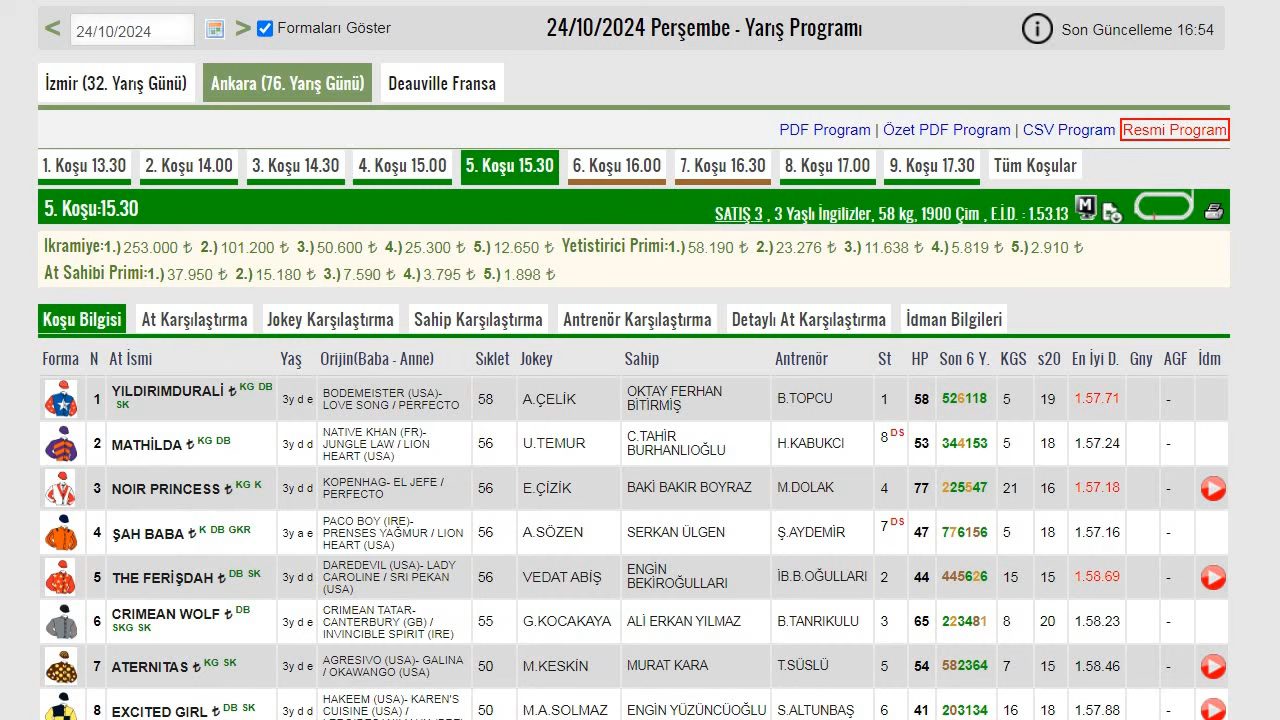 < 24/10/2024 > Formaları Göster 24/10/2024 Perşembe - Yarış Programı Son Güncelleme 16:54
İzmir (32. Yarış Günü) Ankara (76. Yarış Günü) Deauville Fransa
PDF Program | Özet PDF Program | CSV Program Resmi Program
1. Koşu 13.30 2. Koşu 14.00 3. Koşu 14.30 4. Koşu 15.00 5. Koşu 15.30 6. Koşu 16.00 7. Koşu 16.30 8. Koşu 17.00 9. Koşu 17.30 Tüm Koşular
5. Koşu:15.30 SATIŞ 3 , 3 Yaşlı İngilizler, 58 kg, 1900 Çim , E.İ.D. : 1.53.13 M
Ikramiye:1.) 253.000 ₺ 2.) 101.200 ₺ 3.) 50.600 ₺ 4.) 25.300 ₺ 5.) 12.650 ₺ Yetistirici Primi:1.) 58.190 ₺ 2.) 23.276 ₺ 3.) 11.638 ₺ 4.) 5.819 ₺ 5.) 2.910 ₺
At Sahibi Primi:1.) 37.950 ₺ 2.) 15.180 ₺ 3.) 7.590 ₺ 4.) 3.795 ₺ 5.) 1.898 ₺
Koşu Bilgisi At Karşılaştırma Jokey Karşılaştırma Sahip Karşılaştırma Antrenör Karşılaştırma Detaylı At Karşılaştırma İdman Bilgileri
Forma N At İsmi Yaş Orijin(Baba - Anne) Sıklet Jokey Sahip Antrenör St HP Son 6 Y. KGS s20 En İyi D. Gny AGF İdm
1 YILDIRIMDURALİ ₺ KG DB SK 3y d e BODEMEISTER (USA)- LOVE SONG / PERFECTO 58 A.ÇELİK OKTAY FERHAN BİTİRMİŞ B.TOPCU 1 58 526118 5 19 1.57.71 -
2 MATHİLDA ₺ KG DB 3y d d NATIVE KHAN (FR)- JUNGLE LAW / LION HEART (USA) 56 U.TEMUR C.TAHİR BURHANLIOĞLU H.KABUKCI 8 DS 53 344153 5 18 1.57.24 -
3 NOIR PRINCESS ₺ KG K 3y d d KOPENHAG- EL JEFE / PERFECTO 56 E.ÇİZİK BAKİ BAKIR BOYRAZ M.DOLAK 4 77 225547 21 16 1.57.18 -
4 ŞAH BABA ₺ K DB GKR 3y a e PACO BOY (IRE)- PRENSES YAĞMUR / LION HEART (USA) 56 A.SÖZEN SERKAN ÜLGEN Ş.AYDEMİR 7 DS 47 776156 5 18 1.57.16 -
5 THE FERİŞDAH ₺ DB SK 3y d d DAREDEVIL (USA)- LADY CAROLINE / SRI PEKAN (USA) 56 VEDAT ABİŞ ENGİN BEKİROĞULLARI İB.B.OĞULLARI 2 44 445626 15 15 1.58.69 -
6 CRIMEAN WOLF ₺ DB SKG SK 3y d e CRIMEAN TATAR- CANTERBURY (GB) / INVINCIBLE SPIRIT (IRE) 55 G.KOCAKAYA ALİ ERKAN YILMAZ B.TANRIKULU 3 65 223481 8 20 1.58.23 -
7 ATERNITAS ₺ KG SK 3y d e AGRESIVO (USA)- GALINA / OKAWANGO (USA) 50 M.KESKİN MURAT KARA T.SÜSLÜ 5 54 582364 7 15 1.58.46 -
8 EXCITED GIRL ₺ DB SK 3y d d HAKEEM (USA)- KAREN'S CUISINE (USA) / 50 M.A.SOLMAZ ENGİN YÜZÜNCÜOĞLU S.ALTUNBAŞ 6 41 203134 16 18 1.57.88 -